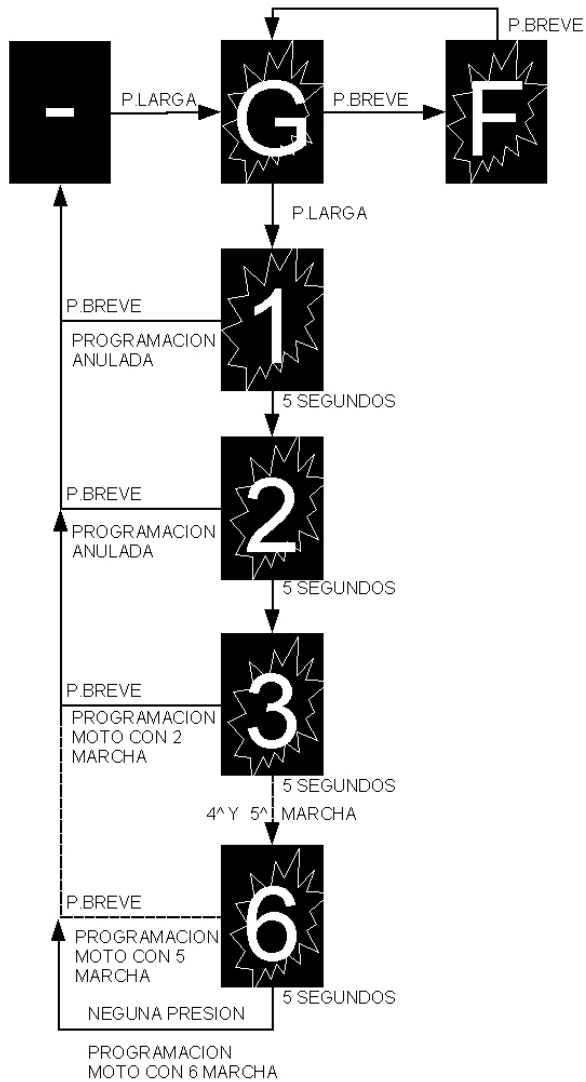 P.BREVE
-
P.LARGA
G
P.BREVE
F
P.LARGA
1
P.BREVE
PROGRAMACION
ANULADA
5 SEGUNDOS
2
P.BREVE
PROGRAMACION
ANULADA
5 SEGUNDOS
3
P.BREVE
PROGRAMACION
MOTO CON 2
MARCHA
5 SEGUNDOS
4^ Y 5^ MARCHA
6
P.BREVE
PROGRAMACION
MOTO CON 5
MARCHA
5 SEGUNDOS
NEGUNA PRESION
PROGRAMACION
MOTO CON 6 MARCHA